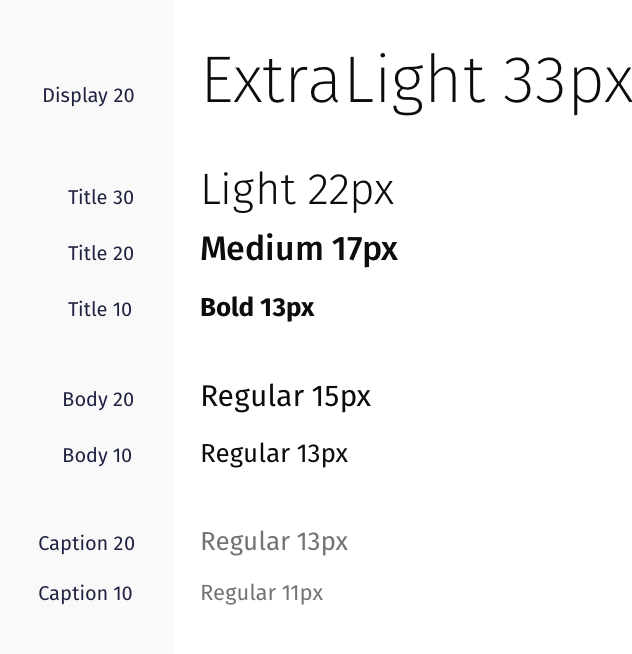 Display 20 ExtraLight 33px
Title 30 Light 22px
Title 20 Medium 17px
Title 10 Bold 13px
Body 20 Regular 15px
Body 10 Regular 13px
Caption 20 Regular 13px
Caption 10 Regular 11px